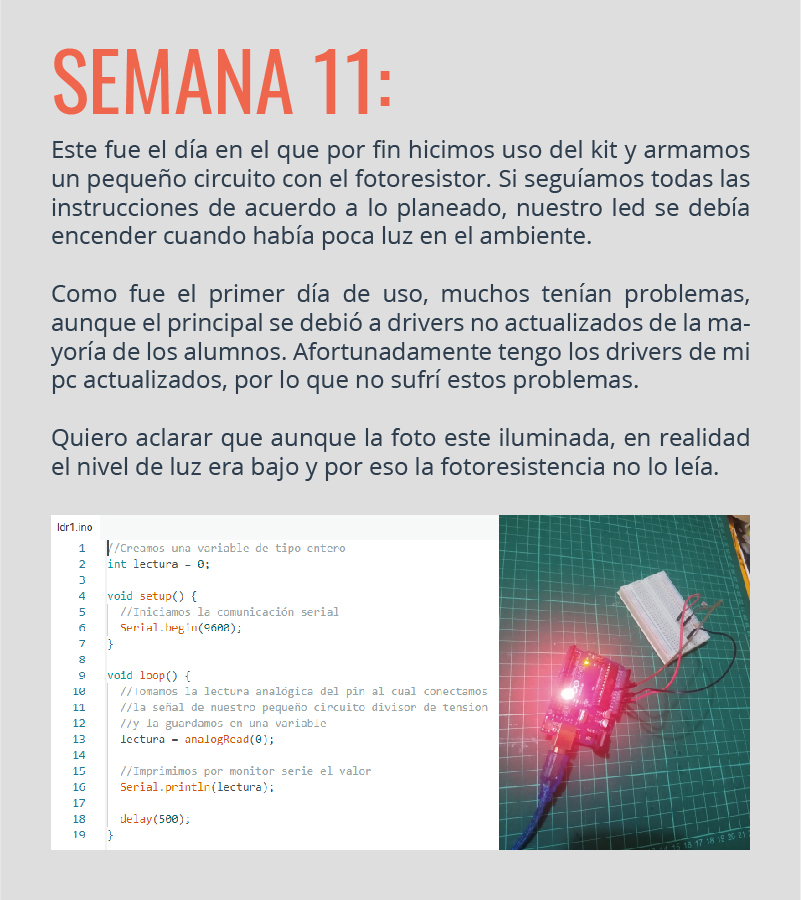 SEMANA 11:
Este fue el día en el que por fin hicimos uso del kit y armamos
un pequeño circuito con el fotoresistor. Si seguíamos todas las
instrucciones de acuerdo a lo planeado, nuestro led se debía
encender cuando había poca luz en el ambiente.
Como fue el primer día de uso, muchos tenían problemas,
aunque el principal se debió a drivers no actualizados de la ma-
yoría de los alumnos. Afortunadamente tengo los drivers de mi
pc actualizados, por lo que no sufrí estos problemas.
Quiero aclarar que aunque la foto este iluminada, en realidad
el nivel de luz era bajo y por eso la fotoresistencia no lo leía.
ldr1.ino
1 //Creamos una variable de tipo entero
2 int lectura = 0;
3
4 void setup() {
5 //Iniciamos la comunicación serial
6 Serial.begin(9600);
7 }
8
9 void loop() {
10 //Tomamos la lectura analógica del pin al cual conectamos
11 //la señal de nuestro pequeño circuito divisor de tension
12 //y la guardamos en una variable
13 lectura = analogRead(0);
14
15 //Imprimimos por monitor serie el valor
16 Serial.println(lectura);
17
18 delay(500);
19 }